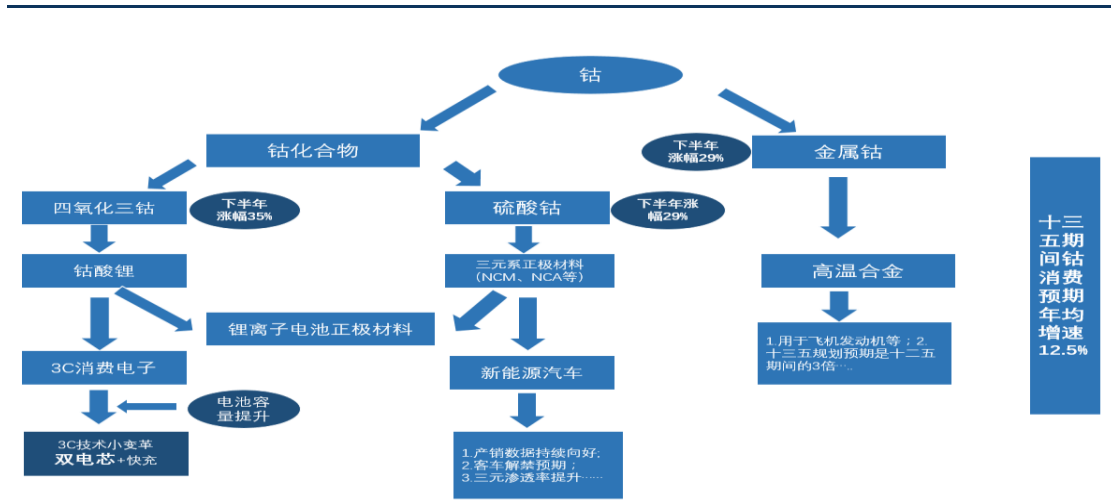 钴
钴化合物
下半年
涨幅29%
金属钴
四氧化三钴
下半年
涨幅35%
硫酸钴
下半年涨
幅29%
钴酸锂
三元系正极材料
（NCM、NCA等）
高温合金
锂离子电池正极材料
1.用于飞机发动机等；2.
十三五规划预期是十二五
期间的3倍…..
3C消费电子
新能源汽车
电池容
量提升
3C技术小变革
双电芯+快充
1.产销数据持续向好;
2.客车解禁预期；
3.三元渗透率提升……
十三
五期
间钴
消费
预期
年均
增速
12.5%